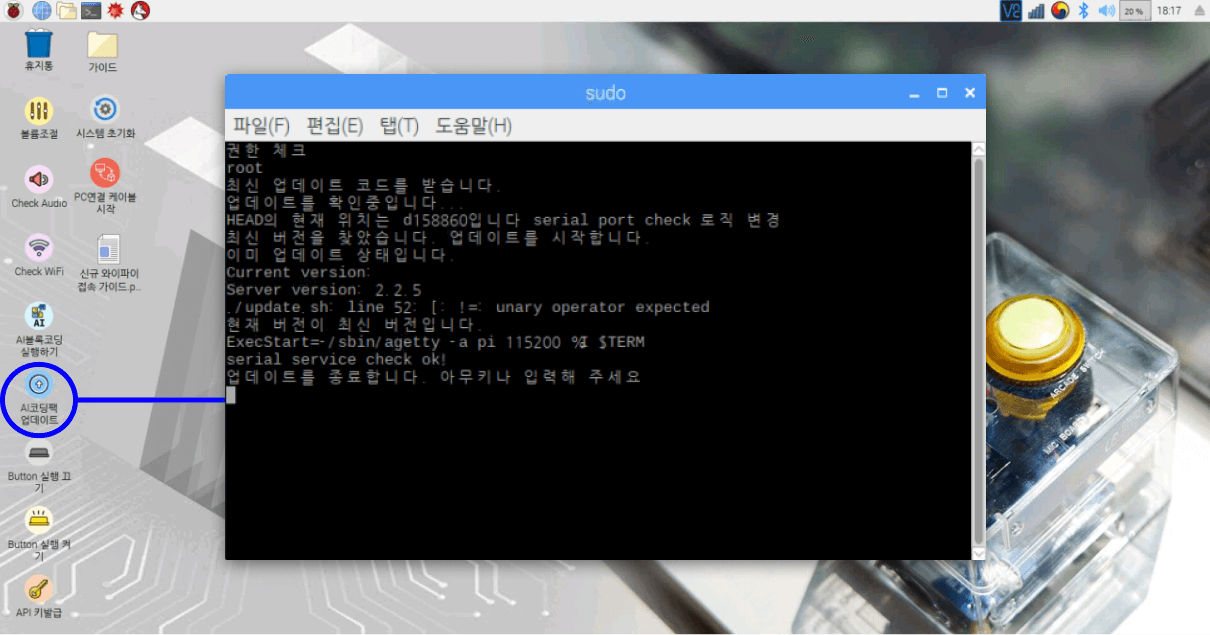 20 %
18:17
휴지통
가이드
볼륨조절
시스템 초기화
Check Audio
PC연결 케이블
시작
Check WiFi
신규 와이파이
접속 가이드.p...
AI
AI블록코딩
실행하기
AI코딩팩
업데이트
Button 실행 끄
기
Button 실행 켜
기
API 키발급
sudo
파일(F) 편집(E) 탭(T) 도움말(H)
권한 체크
root
최신 업데이트 코드를 받습니다.
업데이트를 확인중입니다...
HEAD의 현재 위치는 d158860입니다 serial port check 로직 변경
최신 버전을 찾았습니다. 업데이트를 시작합니다.
이미 업데이트 상태입니다.
Current version:
Server version: 2.2.5
./update.sh: line 52: [: !=: unary operator expected
현재 버전이 최신 버전입니다.
ExecStart=-/sbin/agetty -a pi 115200 %I $TERM
serial service check ok!
업데이트를 종료합니다. 아무키나 입력해 주세요
ARCADE SWITCH
MIC BOARD